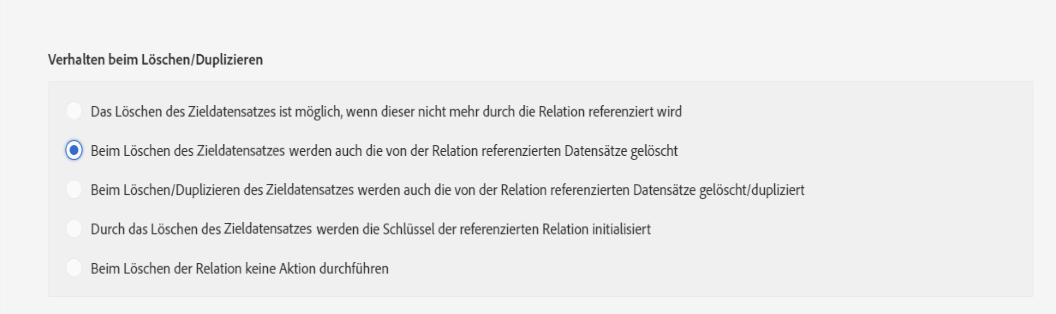 Verhalten beim Löschen/Duplizieren
Das Löschen des Zieldatensatzes ist möglich, wenn dieser nicht mehr durch die Relation referenziert wird
Beim Löschen des Zieldatensatzes werden auch die von der Relation referenzierten Datensätze gelöscht
Beim Löschen/Duplizieren des Zieldatensatzes werden auch die von der Relation referenzierten Datensätze gelöscht/dupliziert
Durch das Löschen des Zieldatensatzes werden die Schlüssel der referenzierten Relation initialisiert
Beim Löschen der Relation keine Aktion durchführen